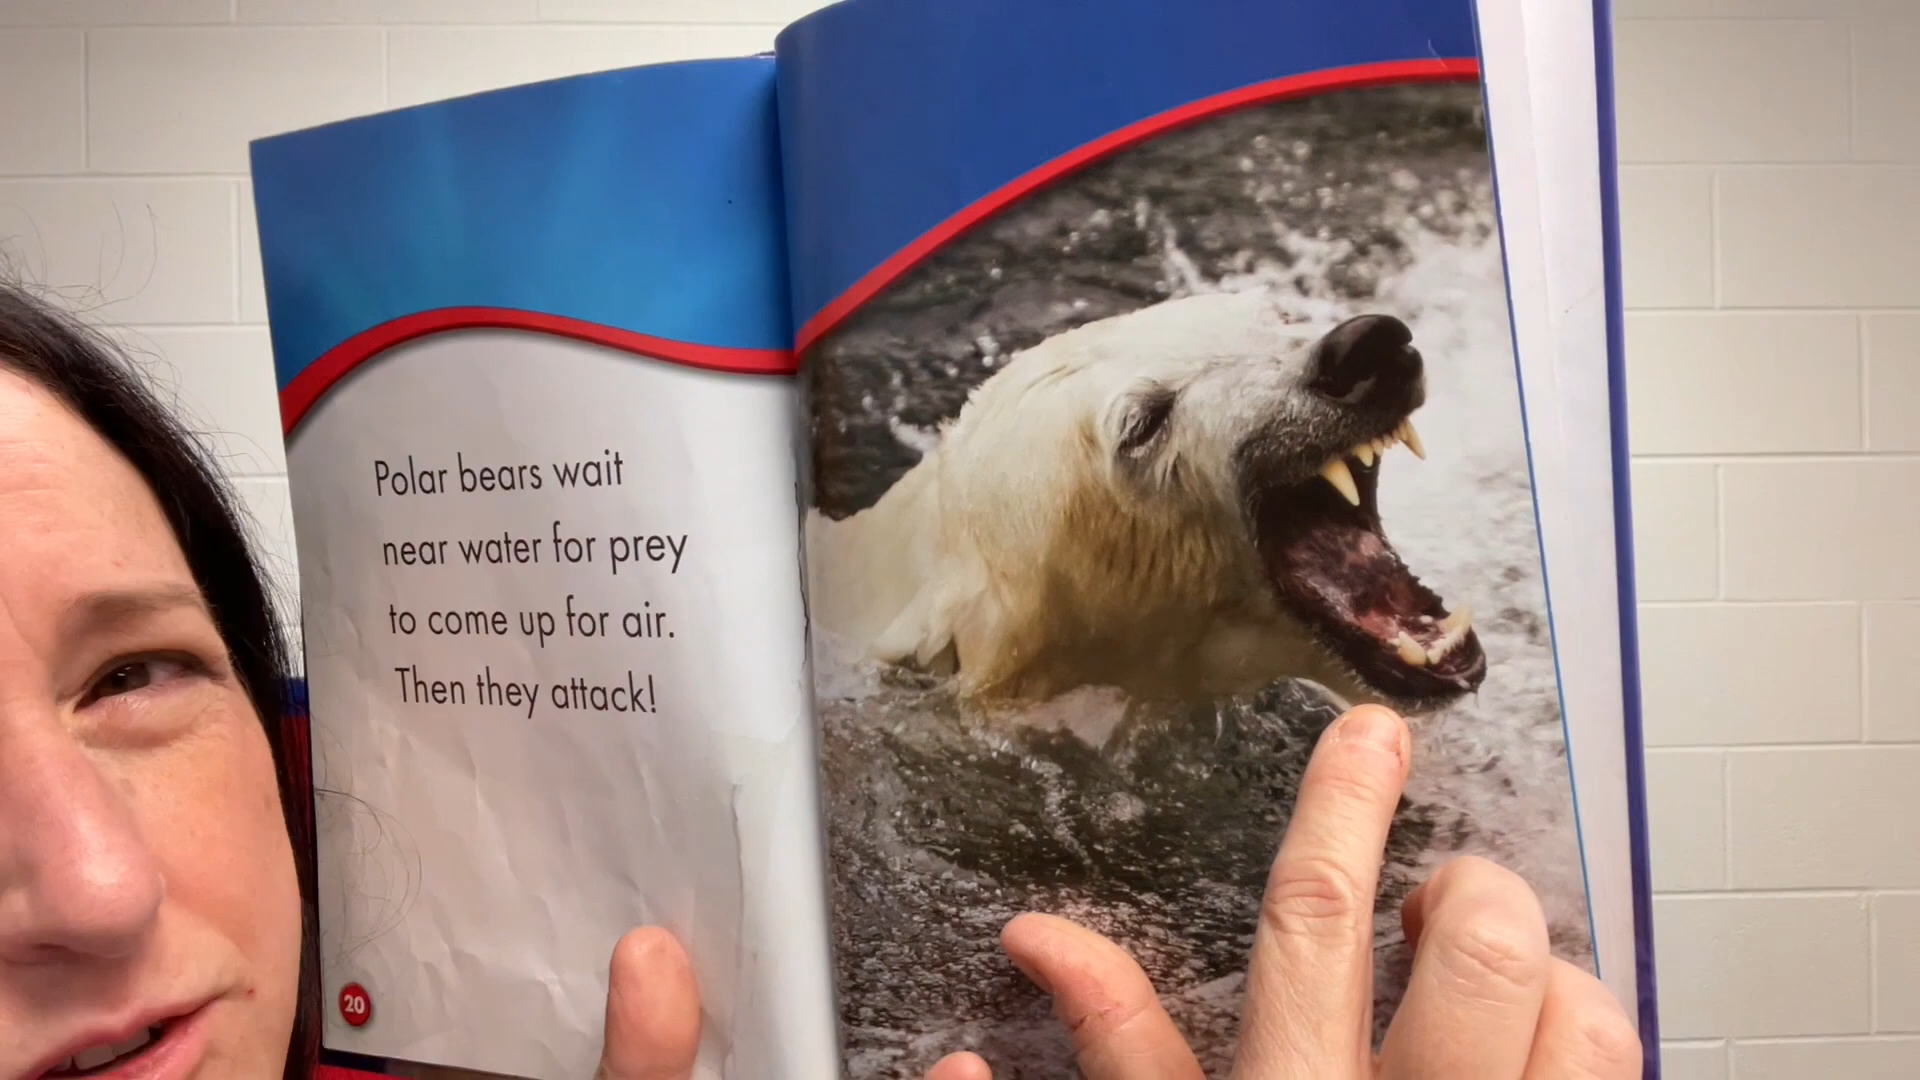 Polar bears wait
near water for prey
to come up for air.
Then they attack!
20